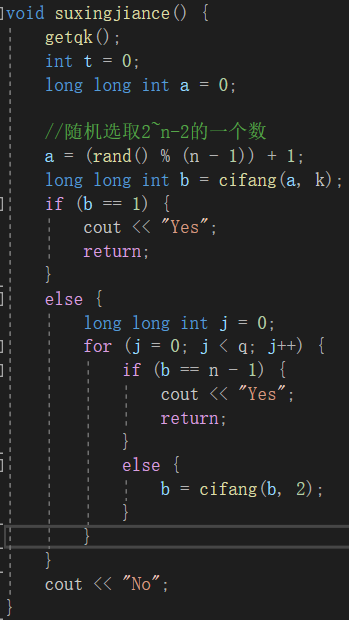 void suxingjiance() {
getqk();
int t = 0;
long long int a = 0;
//随机选取2~n-2的一个数
a = (rand() % (n - 1)) + 1;
long long int b = cifang(a, k);
if (b == 1) {
cout << "Yes";
return;
}
else {
long long int j = 0;
for (j = 0; j < q; j++) {
if (b == n - 1) {
cout << "Yes";
return;
}
else {
b = cifang(b, 2);
}
}
}
cout << "No";
}